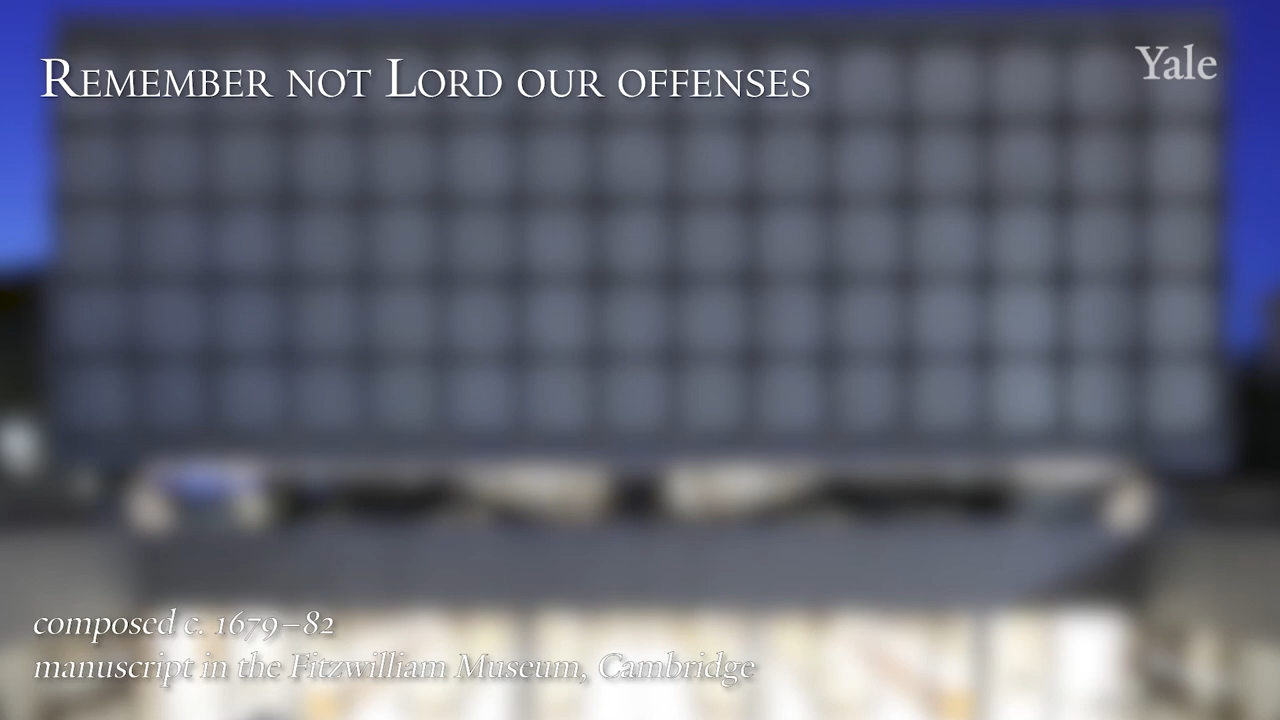 Remember not Lord our offenses
Yale
composed c. 1679–82
manuscript in the Fitzwilliam Museum, Cambridge